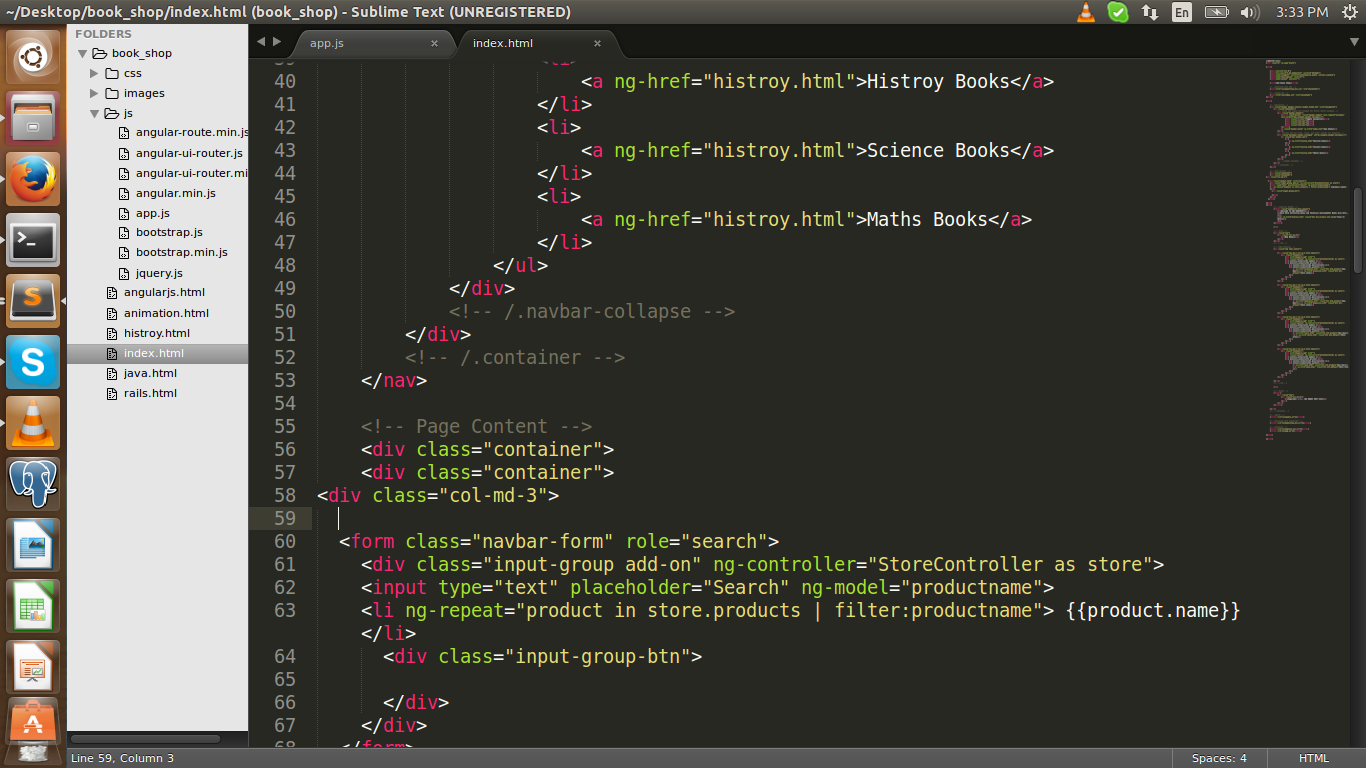 ~/Desktop/book_shop/index.html (book_shop) - Sublime Text (UNREGISTERED)
En
3:33 PM
FOLDERS
book_shop
css
images
js
angular-route.min.js
angular-ui-router.js
angular-ui-router.mi
angular.min.js
app.js
bootstrap.js
bootstrap.min.js
jquery.js
angularjs.html
animation.html
histroy.html
index.html
java.html
rails.html
app.js
index.html
40 <a ng-href="histroy.html">Histroy Books</a>
41 </li>
42 <li>
43 <a ng-href="histroy.html">Science Books</a>
44 </li>
45 <li>
46 <a ng-href="histroy.html">Maths Books</a>
47 </li>
48 </ul>
49 </div>
50 <!-- /.navbar-collapse -->
51 </div>
52 <!-- /.container -->
53 </nav>
54
55 <!-- Page Content -->
56 <div class="container">
57 <div class="container">
58 <div class="col-md-3">
59
60 <form class="navbar-form" role="search">
61 <div class="input-group add-on" ng-controller="StoreController as store">
62 <input type="text" placeholder="Search" ng-model="productname">
63 <li ng-repeat="product in store.products | filter:productname"> {{product.name}}
</li>
64 <div class="input-group-btn">
65
66 </div>
67 </div>
68 </form>
Line 59, Column 3
Spaces: 4
HTML